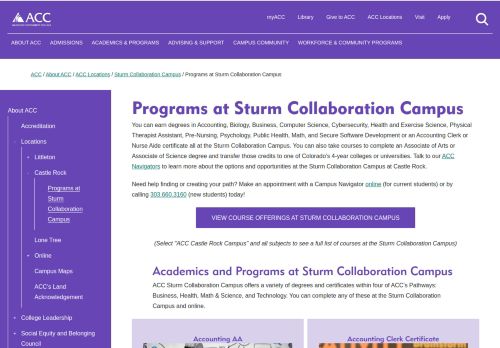 ACC
myACC Library Give to ACC ACC Locations Visit Apply
ABOUT ACC ADMISSIONS ACADEMICS & PROGRAMS ADVISING & SUPPORT CAMPUS COMMUNITY WORKFORCE & COMMUNITY PROGRAMS
ACC / About ACC / ACC Locations / Sturm Collaboration Campus / Programs at Sturm Collaboration Campus
About ACC
Accreditation
- Locations
+ Littleton
- Castle Rock
Programs at
Sturm
Collaboration
Campus
Lone Tree
+ Online
Campus Maps
ACC's Land
Acknowledgement
+ College Leadership
+ Social Equity and Belonging
Council
Programs at Sturm Collaboration Campus
You can earn degrees in Accounting, Biology, Business, Computer Science, Cybersecurity, Health and Exercise Science, Physical
Therapist Assistant, Pre-Nursing, Psychology, Public Health, Math, and Secure Software Development or an Accounting Clerk or
Nurse Aide certificate all at the Sturm Collaboration Campus. You can also take courses to complete an Associate of Arts or
Associate of Science degree and transfer those credits to one of Colorado's 4-year colleges or universities. Talk to our ACC
Navigators to learn more about the options and opportunities at the Sturm Collaboration Campus at Castle Rock.
Need help finding or creating your path? Make an appointment with a Campus Navigator online (for current students) or by
calling 303.660.3160 (new students) today!
VIEW COURSE OFFERINGS AT STURM COLLABORATION CAMPUS
(Select "ACC Castle Rock Campus" and all subjects to see a full list of courses at the Sturm Collaboration Campus)
Academics and Programs at Sturm Collaboration Campus
ACC Sturm Collaboration Campus offers a variety of degrees and certificates within four of ACC's Pathways:
Business, Health, Math & Science, and Technology. You can complete any of these at the Sturm Collaboration
Campus and online.
Accounting AA Accounting Clerk Certificate